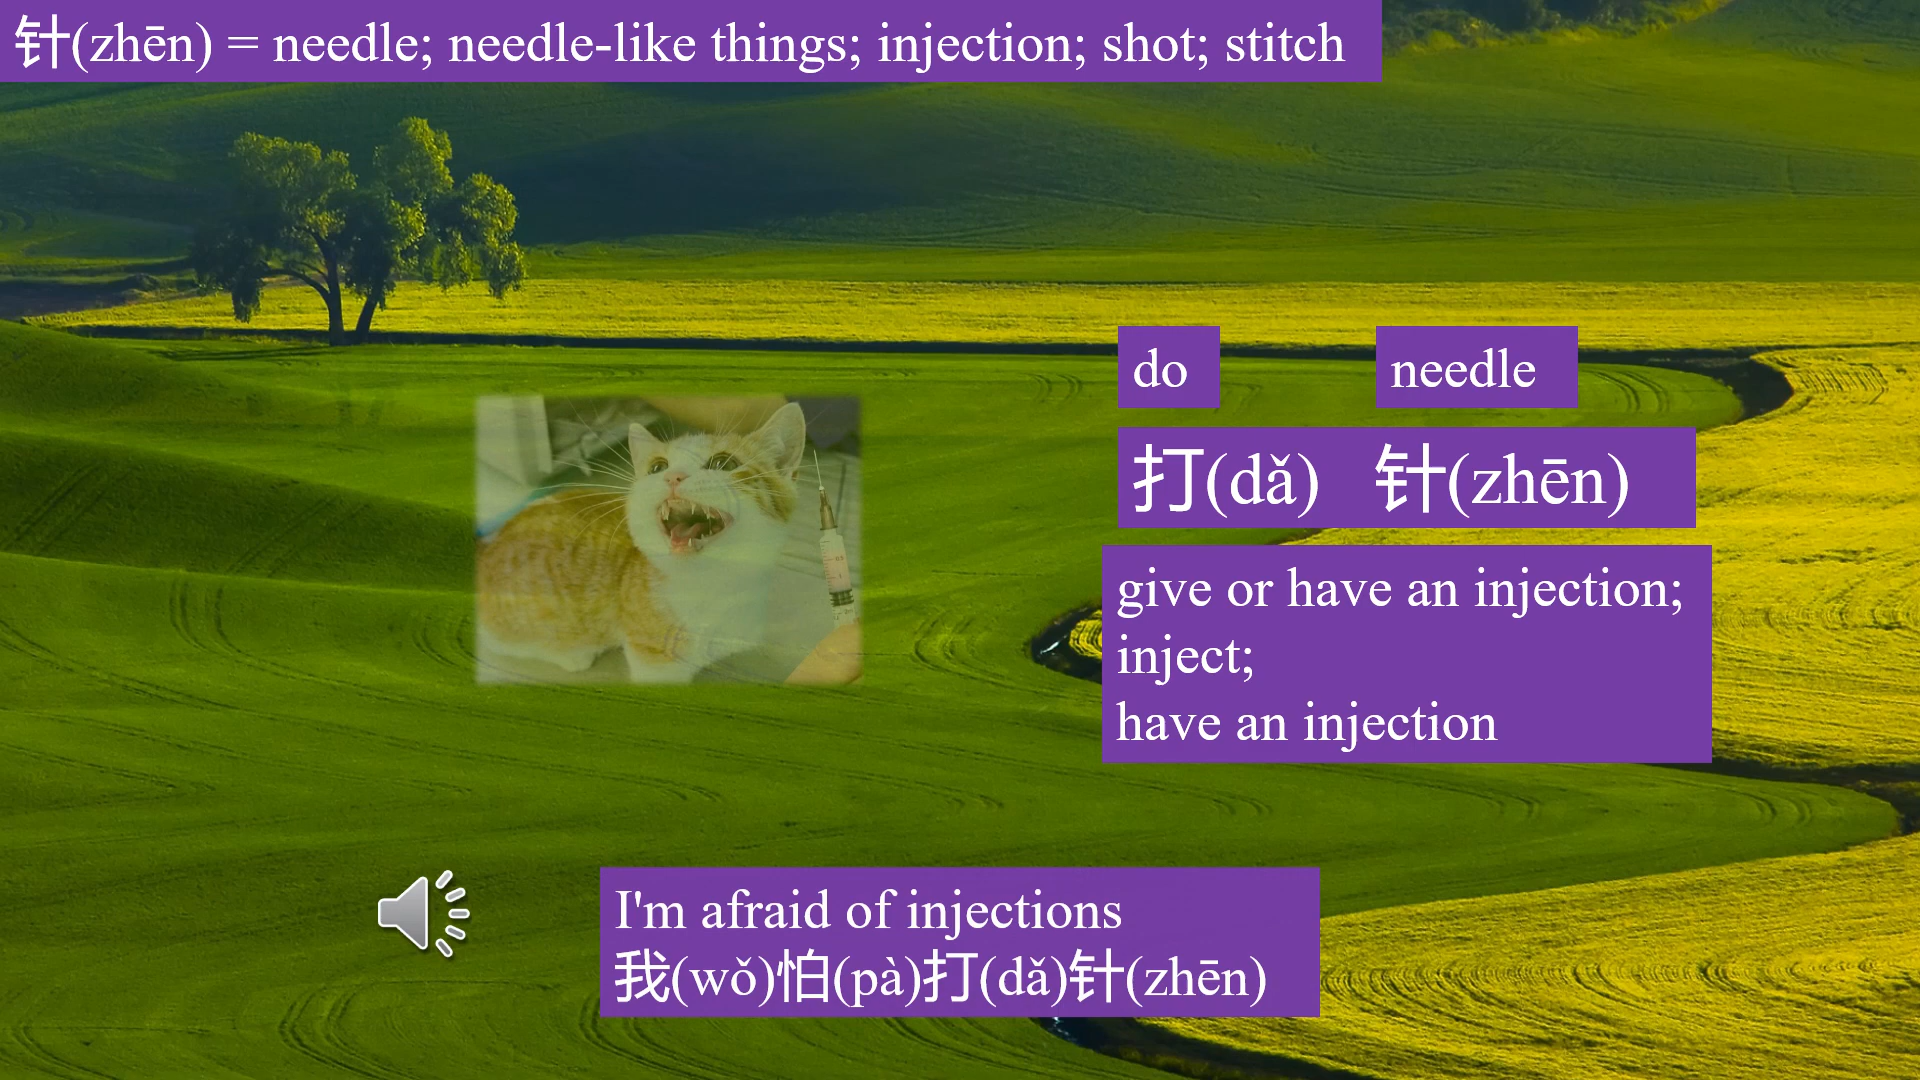 针(zhēn) = needle; needle-like things; injection; shot; stitch
do needle
打(dǎ) 针(zhēn)
give or have an injection;
inject;
have an injection
I'm afraid of injections
我(wǒ)怕(pà)打(dǎ)针(zhēn)